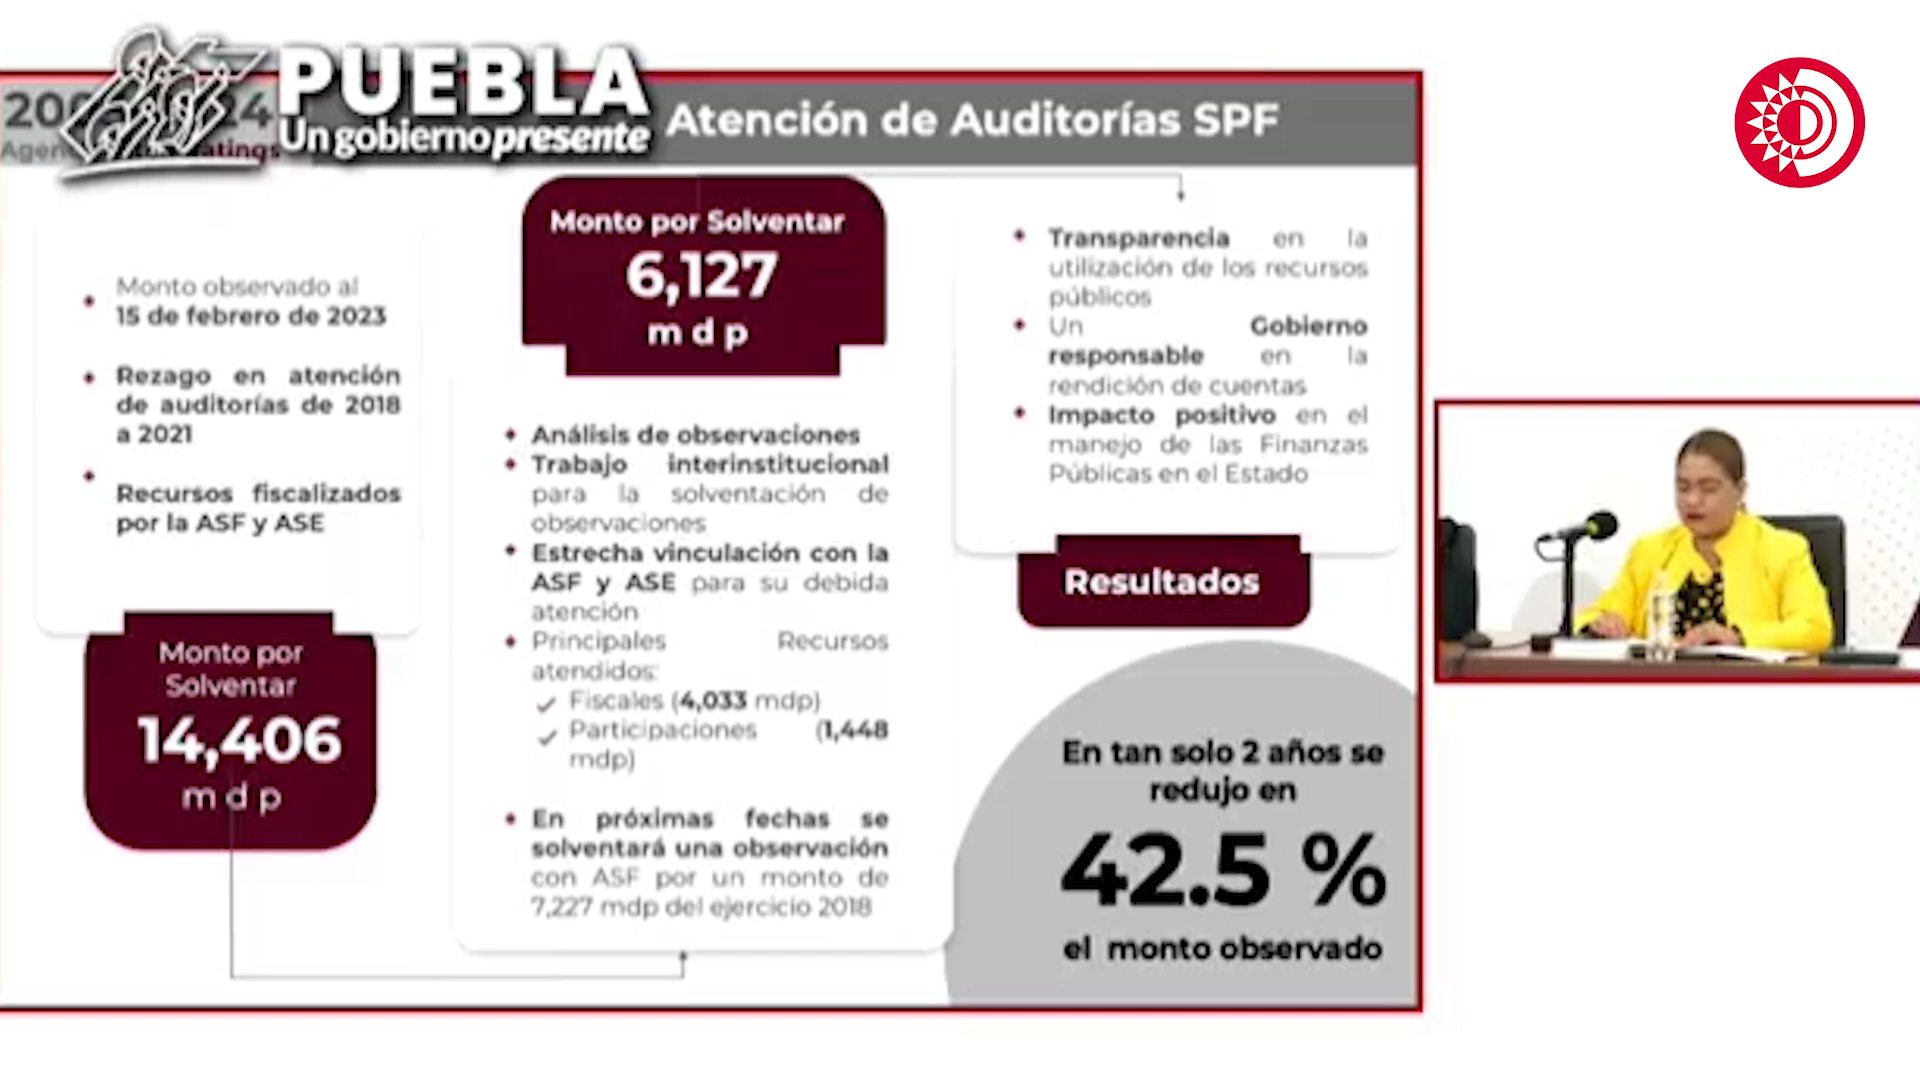 PUEBLA
Un gobierno presente
Atención de Auditorías SPF
Monto observado al
15 de febrero de 2023
Rezago en atención
de auditorías de 2018
a 2021
Recursos fiscalizados
por la ASF y ASE
Monto por
Solventar
14,406
mdp
Monto por Solventar
6,127
mdp
Análisis de observaciones
Trabajo interinstitucional
para la solventación de
observaciones
Estrecha vinculación con la
ASF y ASE para su debida
atención
Principales Recursos
atendidos:
Fiscales (4,033 mdp)
Participaciones (1,448
mdp)
En próximas fechas se
solventará una observación
con ASF por un monto de
7,227 mdp del ejercicio 2018
Transparencia en la
utilización de los recursos
públicos
Un Gobierno
responsable en la
rendición de cuentas
Impacto positivo en el
manejo de las Finanzas
Públicas en el Estado
Resultados
En tan solo 2 años se
redujo en
42.5 %
el monto observado